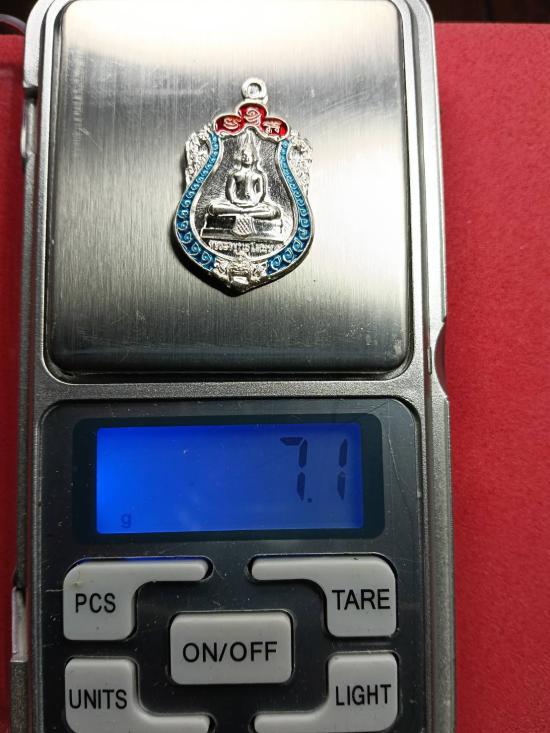 7.1
g
PCS
TARE
ON/OFF
UNITS
LIGHT